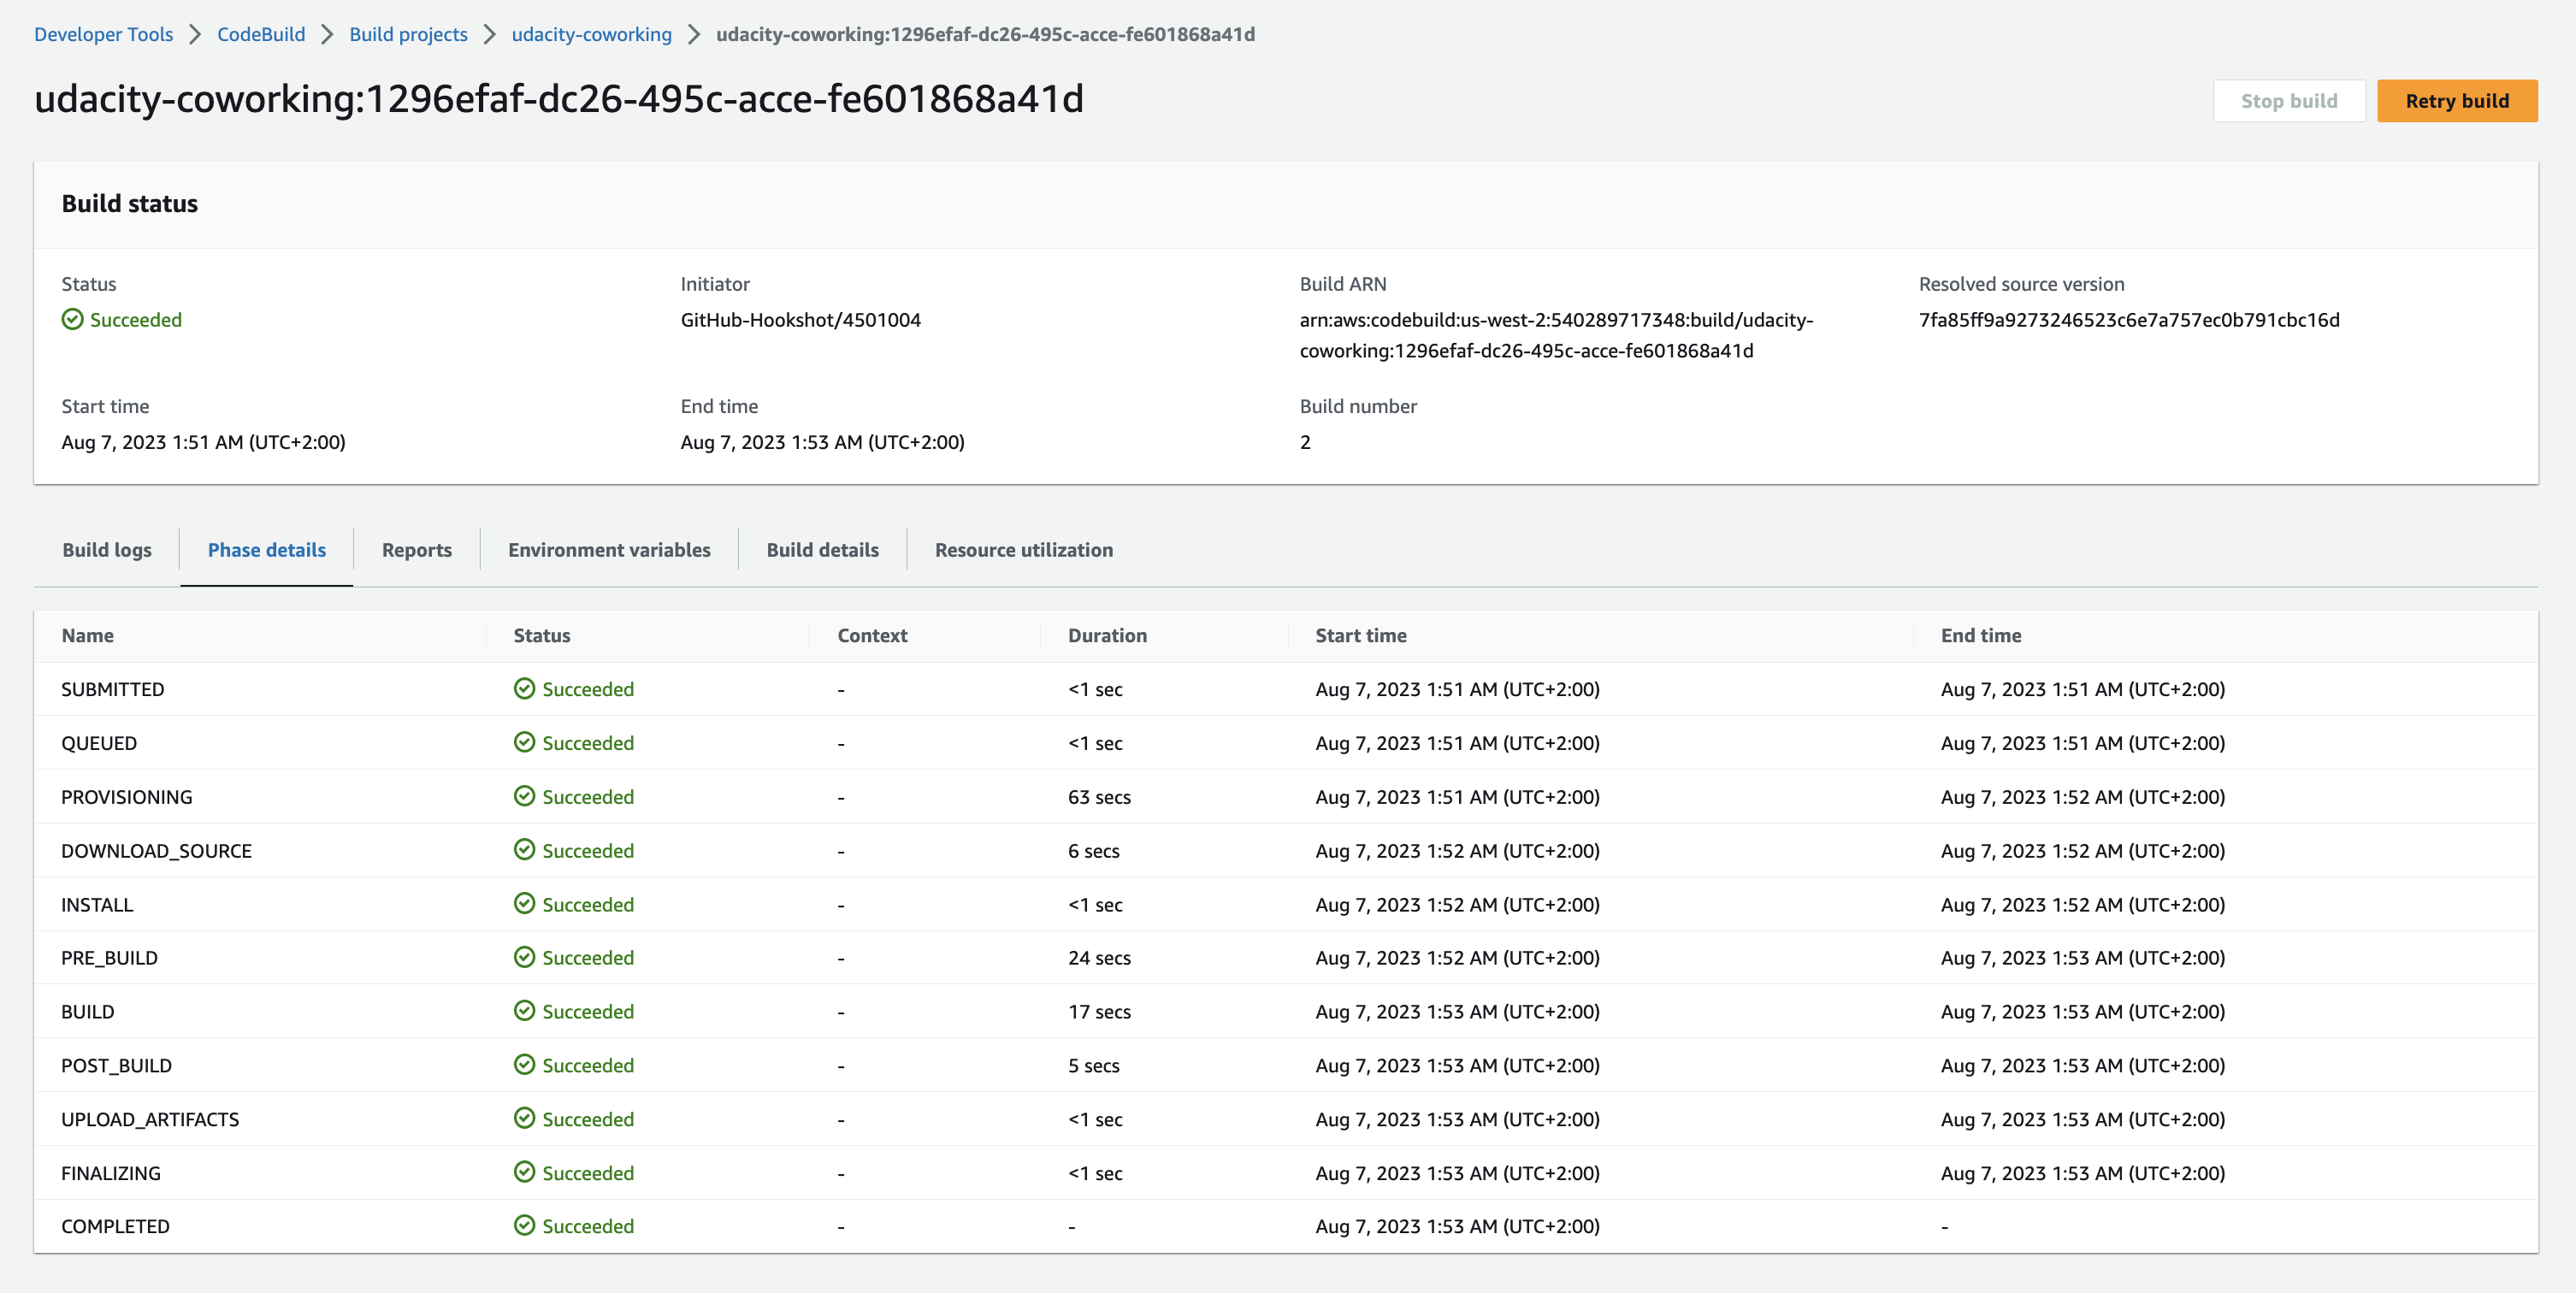 Developer Tools > CodeBuild > Build projects > udacity-coworking > udacity-coworking:1296efaf-dc26-495c-acce-fe601868a41d
udacity-coworking:1296efaf-dc26-495c-acce-fe601868a41d
Stop build Retry build
Build status
Status Initiator Build ARN Resolved source version
Succeeded GitHub-Hookshot/4501004 arn:aws:codebuild:us-west-2:540289717348:build/udacity- 7fa85ff9a9273246523c6e7a757ec0b791cbc16d
coworking:1296efaf-dc26-495c-acce-fe601868a41d
Start time End time Build number
Aug 7, 2023 1:51 AM (UTC+2:00) Aug 7, 2023 1:53 AM (UTC+2:00) 2
Build logs Phase details Reports Environment variables Build details Resource utilization
Name Status Context Duration Start time End time
SUBMITTED Succeeded - <1 sec Aug 7, 2023 1:51 AM (UTC+2:00) Aug 7, 2023 1:51 AM (UTC+2:00)
QUEUED Succeeded - <1 sec Aug 7, 2023 1:51 AM (UTC+2:00) Aug 7, 2023 1:51 AM (UTC+2:00)
PROVISIONING Succeeded - 63 secs Aug 7, 2023 1:51 AM (UTC+2:00) Aug 7, 2023 1:52 AM (UTC+2:00)
DOWNLOAD_SOURCE Succeeded - 6 secs Aug 7, 2023 1:52 AM (UTC+2:00) Aug 7, 2023 1:52 AM (UTC+2:00)
INSTALL Succeeded - <1 sec Aug 7, 2023 1:52 AM (UTC+2:00) Aug 7, 2023 1:52 AM (UTC+2:00)
PRE_BUILD Succeeded - 24 secs Aug 7, 2023 1:52 AM (UTC+2:00) Aug 7, 2023 1:53 AM (UTC+2:00)
BUILD Succeeded - 17 secs Aug 7, 2023 1:53 AM (UTC+2:00) Aug 7, 2023 1:53 AM (UTC+2:00)
POST_BUILD Succeeded - 5 secs Aug 7, 2023 1:53 AM (UTC+2:00) Aug 7, 2023 1:53 AM (UTC+2:00)
UPLOAD_ARTIFACTS Succeeded - <1 sec Aug 7, 2023 1:53 AM (UTC+2:00) Aug 7, 2023 1:53 AM (UTC+2:00)
FINALIZING Succeeded - <1 sec Aug 7, 2023 1:53 AM (UTC+2:00) Aug 7, 2023 1:53 AM (UTC+2:00)
COMPLETED Succeeded - - Aug 7, 2023 1:53 AM (UTC+2:00) -